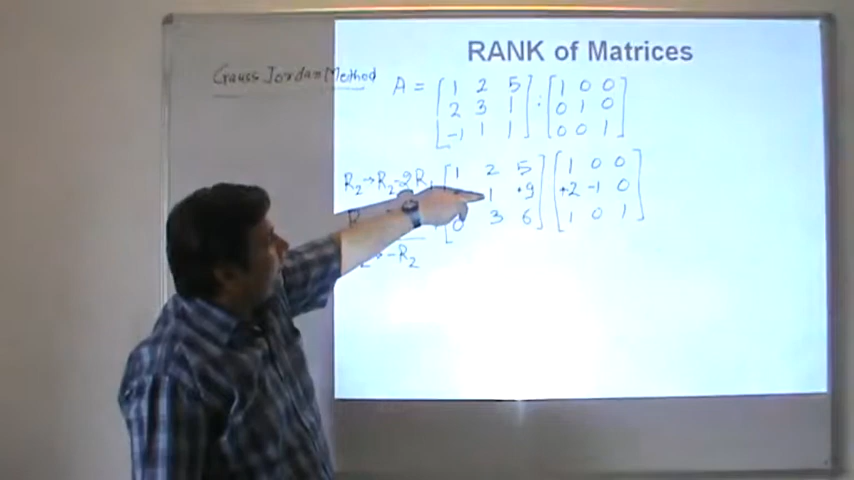 RANK of Matrices
Gauss Jordan Method
A = [1 2 5 : [1 0 0
2 3 1 0 1 0
-1 1 1] 0 0 1]
R₂→R₂-2R₁ [1 2 5] [1 0 0
1 +9 +2 -1 0
0 3 6] 1 0 1]
→ -R₂